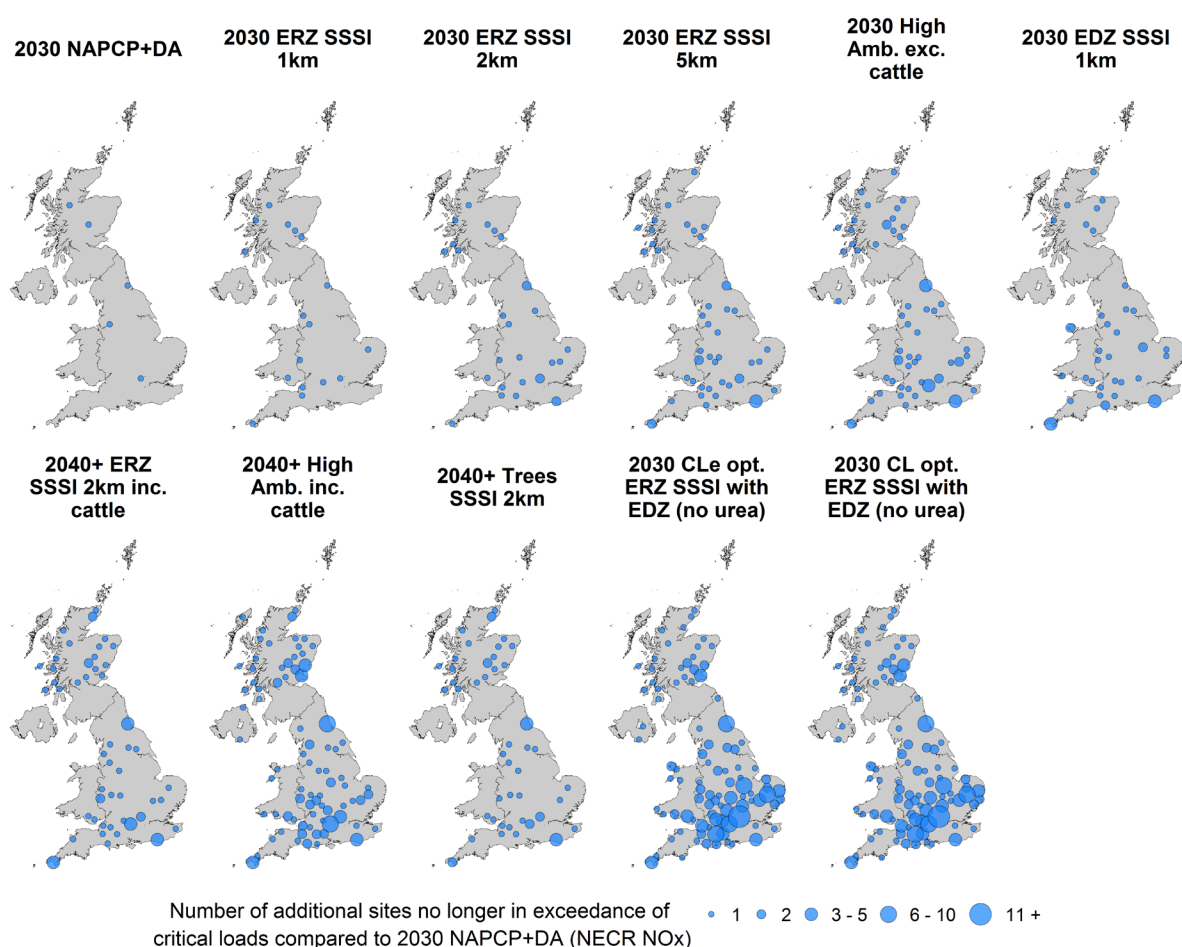 2030 NAPCP+DA
2030 ERZ SSSI
1km
2030 ERZ SSSI
2km
2030 ERZ SSSI
5km
2030 High
Amb. exc.
cattle
2030 EDZ SSSI
1km
2040+ ERZ
SSSI 2km inc.
cattle
2040+ High
Amb. inc.
cattle
2040+ Trees
SSSI 2km
2030 CLe opt.
ERZ SSSI with
EDZ (no urea)
2030 CL opt.
ERZ SSSI with
EDZ (no urea)
Number of additional sites no longer in exceedance of
critical loads compared to 2030 NAPCP+DA (NECR NOx)
1 2 3 - 5 6 - 10 11 +